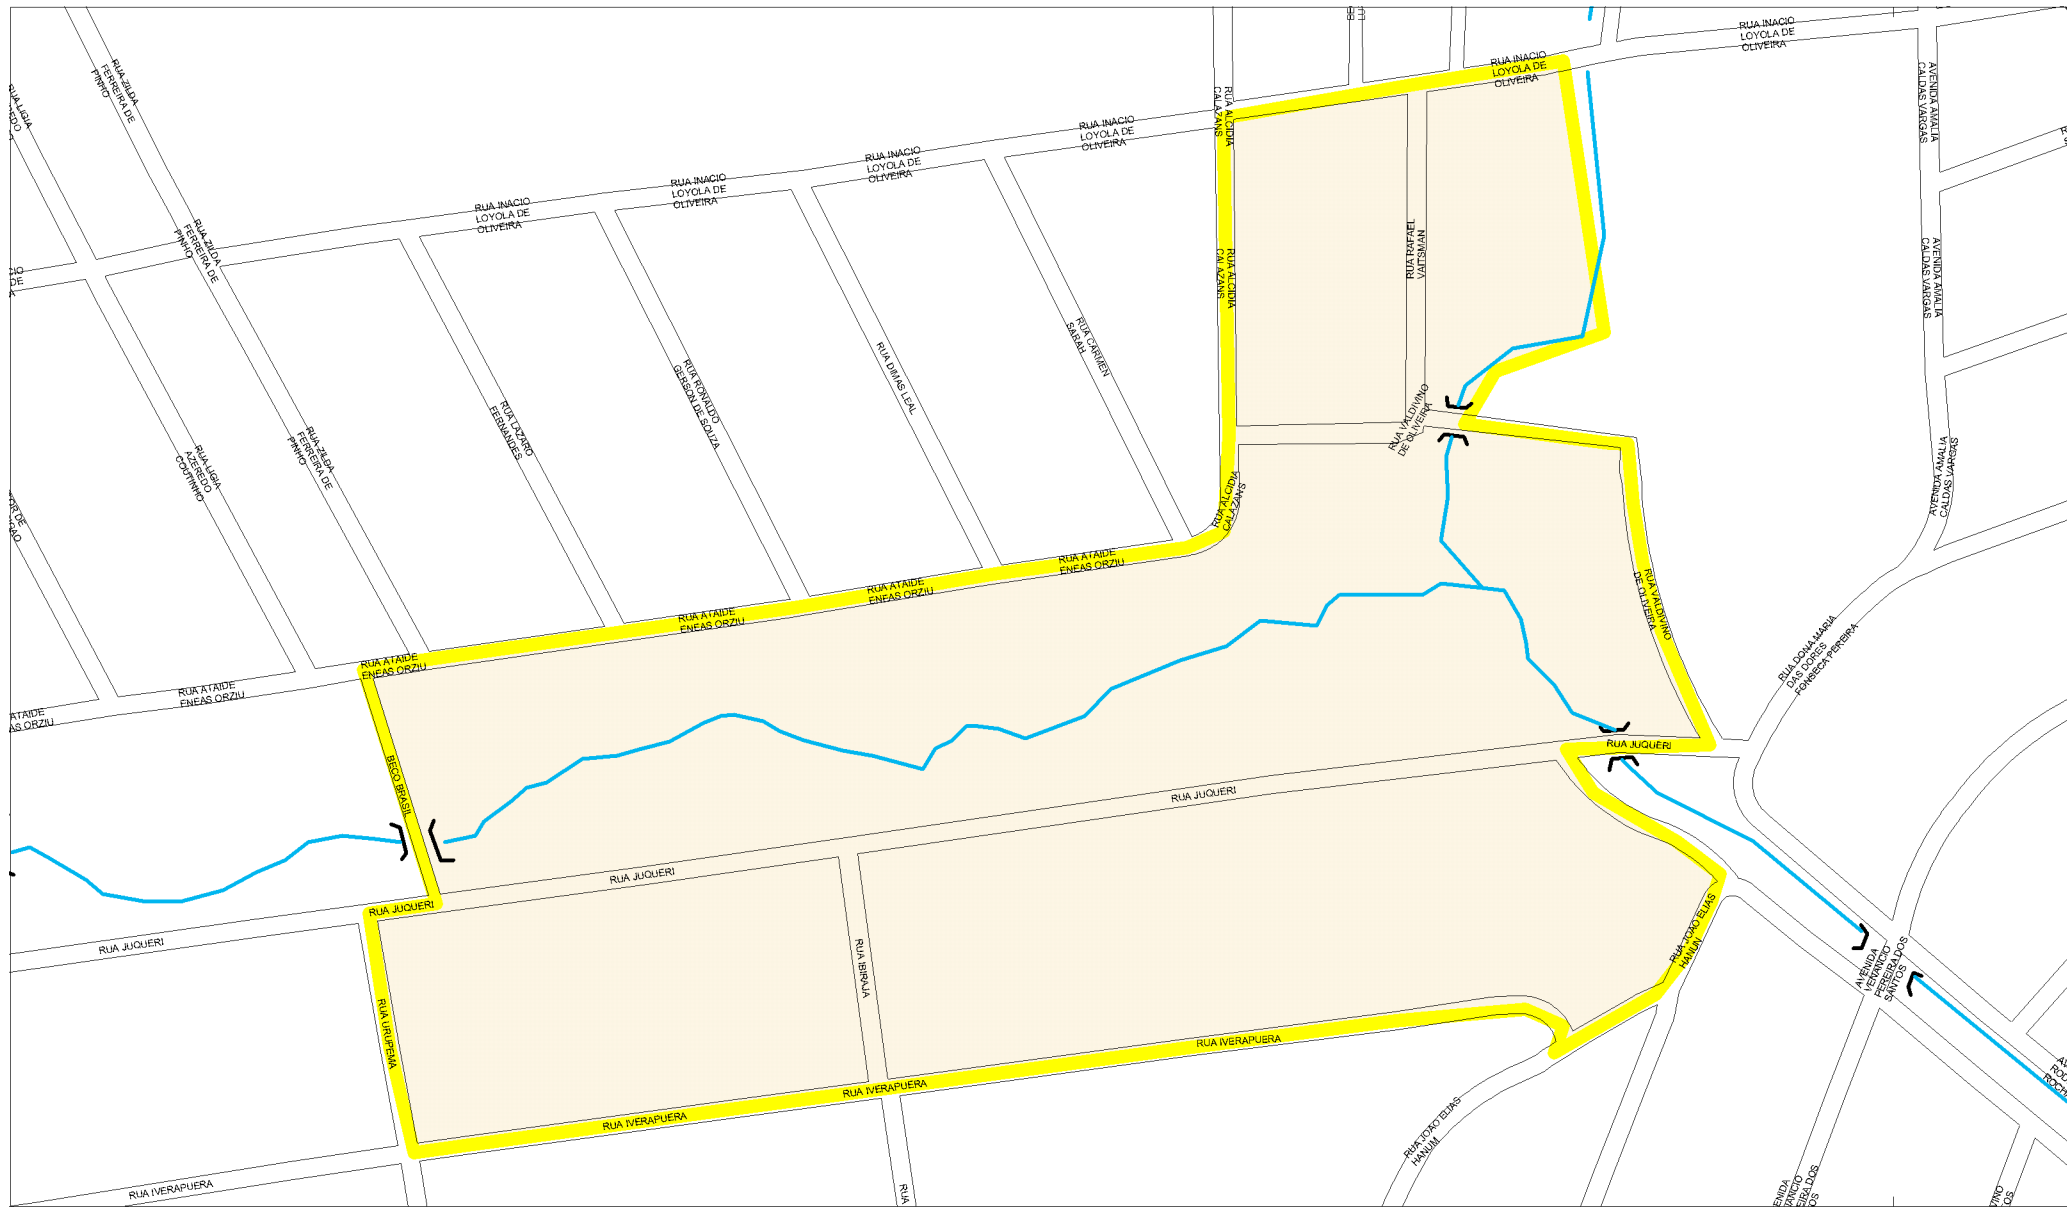 RUA INACIO
LOYOLA DE
OLIVEIRA
RUA INACIO
LOYOLA DE
OLIVEIRA
RUA INACIO
LOYOLA DE
OLIVEIRA
RUA INACIO
LOYOLA DE
OLIVEIRA
RUA INACIO
LOYOLA DE
OLIVEIRA
RUA INACIO
LOYOLA DE
OLIVEIRA
RUA ZILDA
FERREIRA DE
PINHO
RUA ZILDA
FERREIRA DE
PINHO
RUA ZILDA
FERREIRA DE
PINHO
RUA LIGIA
RUA LIGIA
AZEREDO
COUTINHO
RUA LAZARO
FERNANDES
RUA RONALDO
GERSON DE SOUZA
RUA DIMAS LEAL
RUA CARMEN
SARAH
RUA ALCIDIA
CALAZANS
RUA ALCIDIA
CALAZANS
RUA ALCIDIA
CALAZANS
RUA RAFAEL
VAITSMAN
RUA VALDIVINO
DE OLIVEIRA
RUA VALDIVINO
DE OLIVEIRA
AVENIDA AMALIA
CALDAS VARGAS
AVENIDA AMALIA
CALDAS VARGAS
AVENIDA AMALIA
CALDAS VARGAS
RUA DONA MARIA
DAS DORES
FONSECA PEREIRA
ATAIDE
AS ORZIU
RUA ATAIDE
ENEAS ORZIU
RUA ATAIDE
ENEAS ORZIU
RUA ATAIDE
ENEAS ORZIU
RUA ATAIDE
ENEAS ORZIU
RUA ATAIDE
ENEAS ORZIU
BECO BRASIL
RUA JUQUERI
RUA JUQUERI
RUA JUQUERI
RUA JUQUERI
RUA JUQUERI
RUA URUPEMA
RUA IBIRAJA
RUA JOAO ELIAS
HANUN
RUA JOAO ELIAS
HANUM
RUA IVERAPUERA
RUA IVERAPUERA
RUA IVERAPUERA
RUA IVERAPUERA
AVENIDA
VENANCIO
PEREIRA DOS
SANTOS
RUA